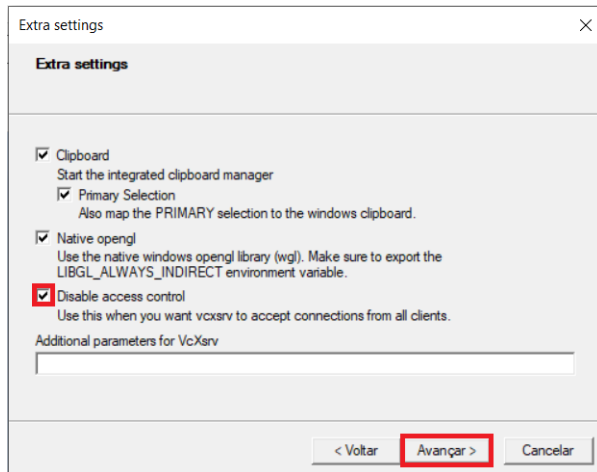 Extra settings
Extra settings
Clipboard
Start the integrated clipboard manager
Primary Selection
Also map the PRIMARY selection to the windows clipboard.
Native opengl
Use the native windows opengl library (wgl). Make sure to export the
LIBGL_ALWAYS_INDIRECT environment variable.
Disable access control
Use this when you want vcxsrv to accept connections from all clients.
Additional parameters for VcXsrv
< Voltar
Avançar >
Cancelar